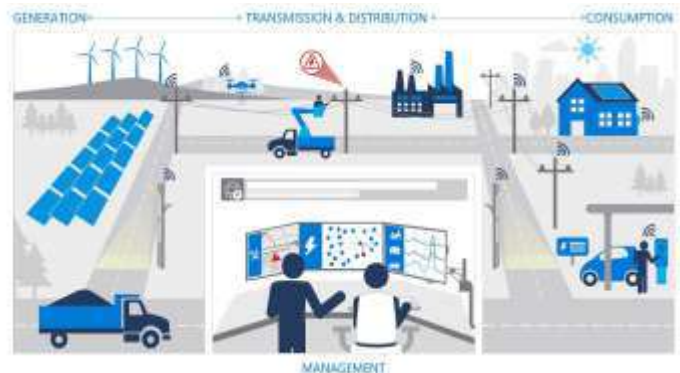 GENERATION
TRANSMISSION & DISTRIBUTION
CONSUMPTION
MANAGEMENT